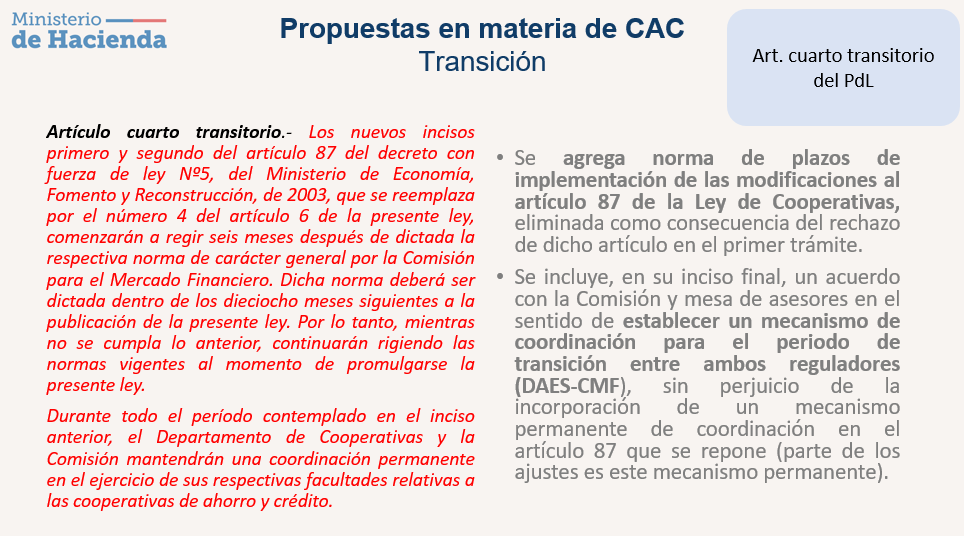 Ministerio
de Hacienda
Propuestas en materia de CAC
Transición
Art. cuarto transitorio
del PdL
Artículo cuarto transitorio.- Los nuevos incisos
primero y segundo del artículo 87 del decreto con
fuerza de ley Nº5, del Ministerio de Economía,
Fomento y Reconstrucción, de 2003, que se reemplaza
por el número 4 del artículo 6 de la presente ley,
comenzarán a regir seis meses después de dictada la
respectiva norma de carácter general por la Comisión
para el Mercado Financiero. Dicha norma deberá ser
dictada dentro de los dieciocho meses siguientes a la
publicación de la presente ley. Por lo tanto, mientras
no se cumpla lo anterior, continuarán rigiendo las
normas vigentes al momento de promulgarse la
presente ley.
Durante todo el período contemplado en el inciso
anterior, el Departamento de Cooperativas y la
Comisión mantendrán una coordinación permanente
en el ejercicio de sus respectivas facultades relativas a
las cooperativas de ahorro y crédito.
• Se agrega norma de plazos de
implementación de las modificaciones al
artículo 87 de la Ley de Cooperativas,
eliminada como consecuencia del rechazo
de dicho artículo en el primer trámite.
• Se incluye, en su inciso final, un acuerdo
con la Comisión y mesa de asesores en el
sentido de establecer un mecanismo de
coordinación para el periodo de
transición entre ambos reguladores
(DAES-CMF), sin perjuicio de la
incorporación de un mecanismo
permanente de coordinación en el
artículo 87 que se repone (parte de los
ajustes es este mecanismo permanente).